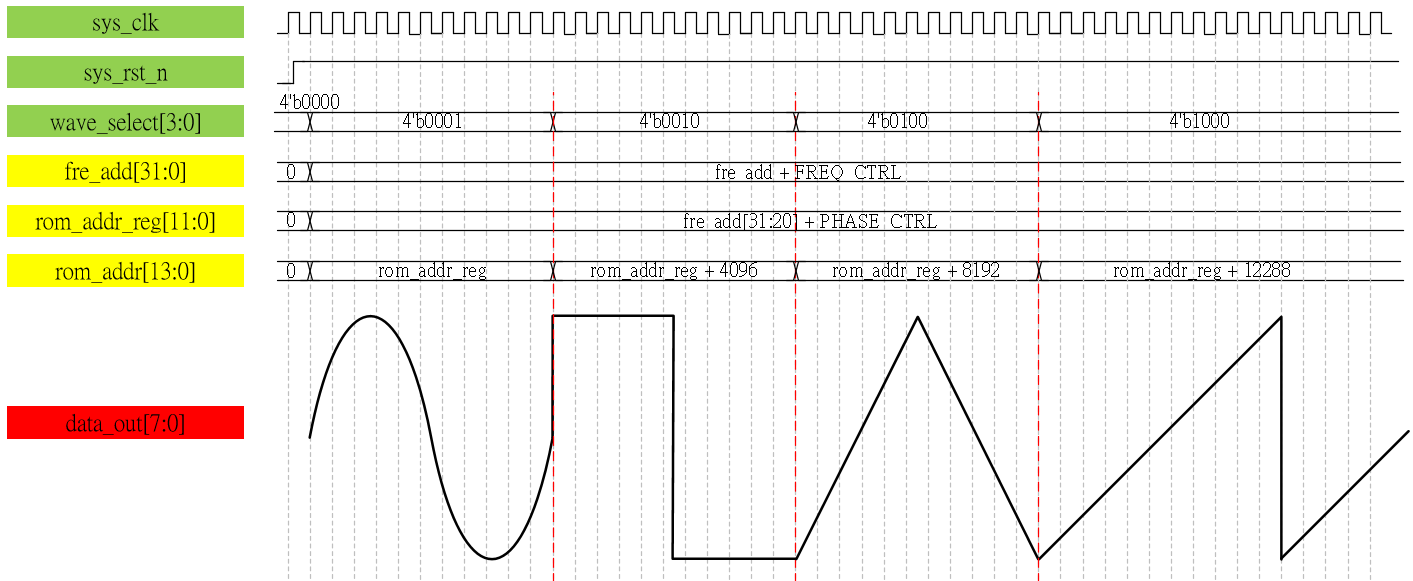 sys_clk
sys_rst_n
4'b0000
wave_select[3:0]
4'b0001
4'b0010
4'b0100
4'b1000
fre_add[31:0]
0
fre_add + FREQ_CTRL
rom_addr_reg[11:0]
0
fre_add[31:20] + PHASE_CTRL
rom_addr[13:0]
0
rom_addr_reg
rom_addr_reg + 4096
rom_addr_reg + 8192
rom_addr_reg + 12288
data_out[7:0]